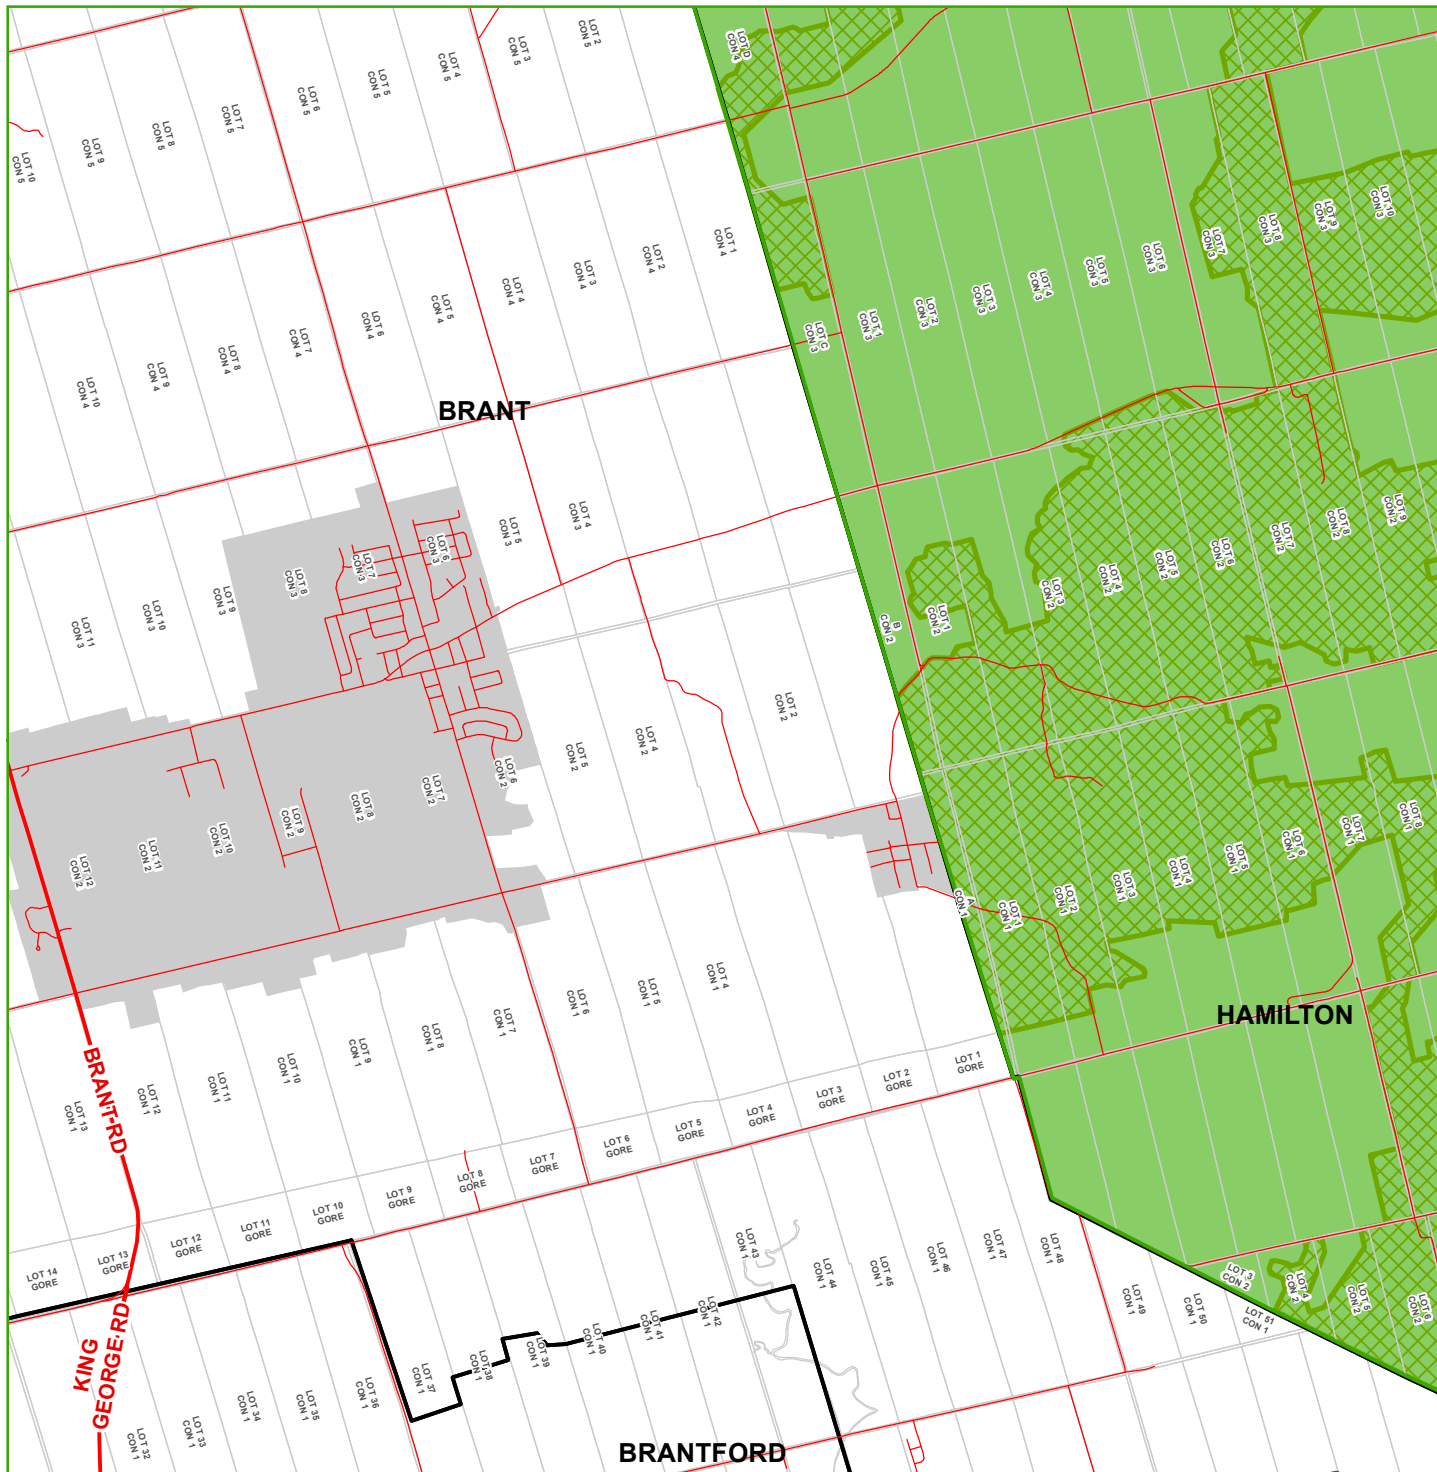 LOT 10
CON 5
LOT 9
CON 5
LOT 8
CON 5
LOT 7
CON 5
LOT 6
CON 5
LOT 5
CON 5
LOT 4
CON 5
LOT 3
CON 5
LOT 2
CON 5
LOT D
CON 4
LOT 10
CON 4
LOT 9
CON 4
LOT 8
CON 4
LOT 7
CON 4
LOT 6
CON 4
LOT 5
CON 4
LOT 4
CON 4
LOT 3
CON 4
LOT 2
CON 4
LOT 1
CON 4
LOT C
CON 3
LOT 1
CON 3
LOT 2
CON 3
LOT 3
CON 3
LOT 4
CON 3
LOT 5
CON 3
LOT 6
CON 3
LOT 7
CON 3
LOT 8
CON 3
LOT 9
CON 3
LOT 10
CON 3
BRANT
LOT 11
CON 3
LOT 10
CON 3
LOT 9
CON 3
LOT 8
CON 3
LOT 7
CON 3
LOT 6
CON 3
LOT 5
CON 3
LOT 4
CON 3
B
CON 2
LOT 1
CON 2
LOT 3
CON 2
LOT 4
CON 2
LOT 5
CON 2
LOT 6
CON 2
LOT 7
CON 2
LOT 8
CON 2
LOT 9
CON 2
LOT 12
CON 2
LOT 11
CON 2
LOT 10
CON 2
LOT 9
CON 2
LOT 8
CON 2
LOT 7
CON 2
LOT 6
CON 2
LOT 5
CON 2
LOT 4
CON 2
LOT 2
CON 2
A
CON 1
LOT 1
CON 1
LOT 2
CON 1
LOT 3
CON 1
LOT 4
CON 1
LOT 5
CON 1
LOT 6
CON 1
LOT 7
CON 1
LOT 8
CON 1
HAMILTON
LOT 13
CON 1
LOT 12
CON 1
LOT 11
CON 1
LOT 10
CON 1
LOT 9
CON 1
LOT 8
CON 1
LOT 7
CON 1
LOT 6
CON 1
LOT 5
CON 1
LOT 4
CON 1
BRANT-RD
LOT 14
GORE
LOT 13
GORE
LOT 12
GORE
LOT 11
GORE
LOT 10
GORE
LOT 9
GORE
LOT 8
GORE
LOT 7
GORE
LOT 6
GORE
LOT 5
GORE
LOT 4
GORE
LOT 3
GORE
LOT 2
GORE
LOT 1
GORE
KING
GEORGE RD
LOT 32
CON 1
LOT 33
CON 1
LOT 34
CON 1
LOT 35
CON 1
LOT 36
CON 1
LOT 37
CON 1
LOT 38
CON 1
LOT 39
CON 1
LOT 40
CON 1
LOT 41
CON 1
LOT 42
CON 1
LOT 43
CON 1
LOT 44
CON 1
LOT 45
CON 1
LOT 46
CON 1
LOT 47
CON 1
LOT 48
CON 1
LOT 49
CON 1
LOT 50
CON 1
LOT 51
CON 1
LOT 3
CON 2
LOT 4
CON 2
LOT 5
CON 2
LOT 6
CON 2
BRANTFORD